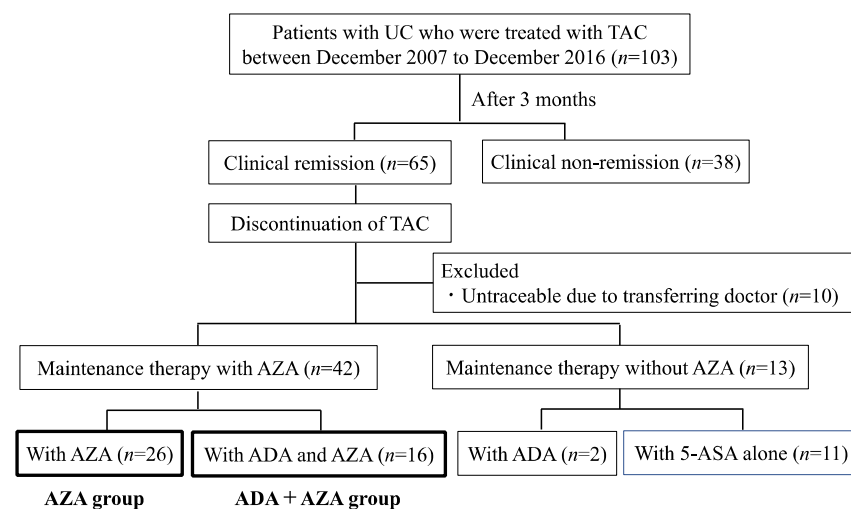 Patients with UC who were treated with TAC
between December 2007 to December 2016 (n=103)
After 3 months
Clinical remission (n=65)
Clinical non-remission (n=38)
Discontinuation of TAC
Excluded
・Untraceable due to transferring doctor (n=10)
Maintenance therapy with AZA (n=42)
Maintenance therapy without AZA (n=13)
With AZA (n=26)
With ADA and AZA (n=16)
With ADA (n=2)
With 5-ASA alone (n=11)
AZA group
ADA + AZA group